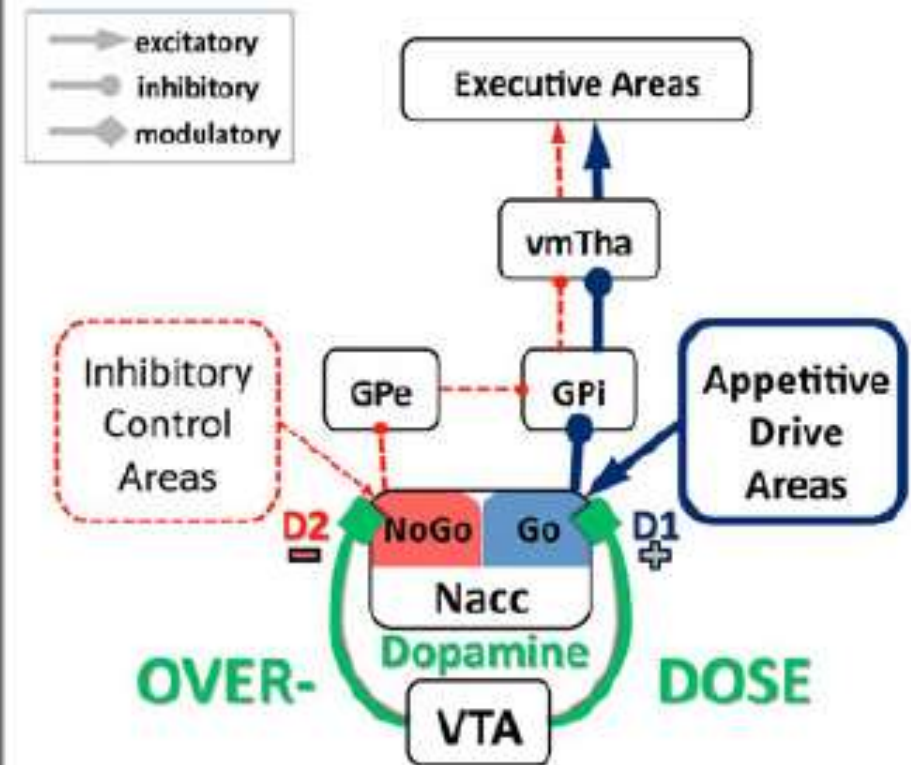 excitatory
inhibitory
modulatory
Executive Areas
vmTha
Inhibitory
Control
Areas
GPe
GPi
Appetitive
Drive
Areas
D2
NoGo
Go
D1
Nacc
Dopamine
OVER-
DOSE
VTA